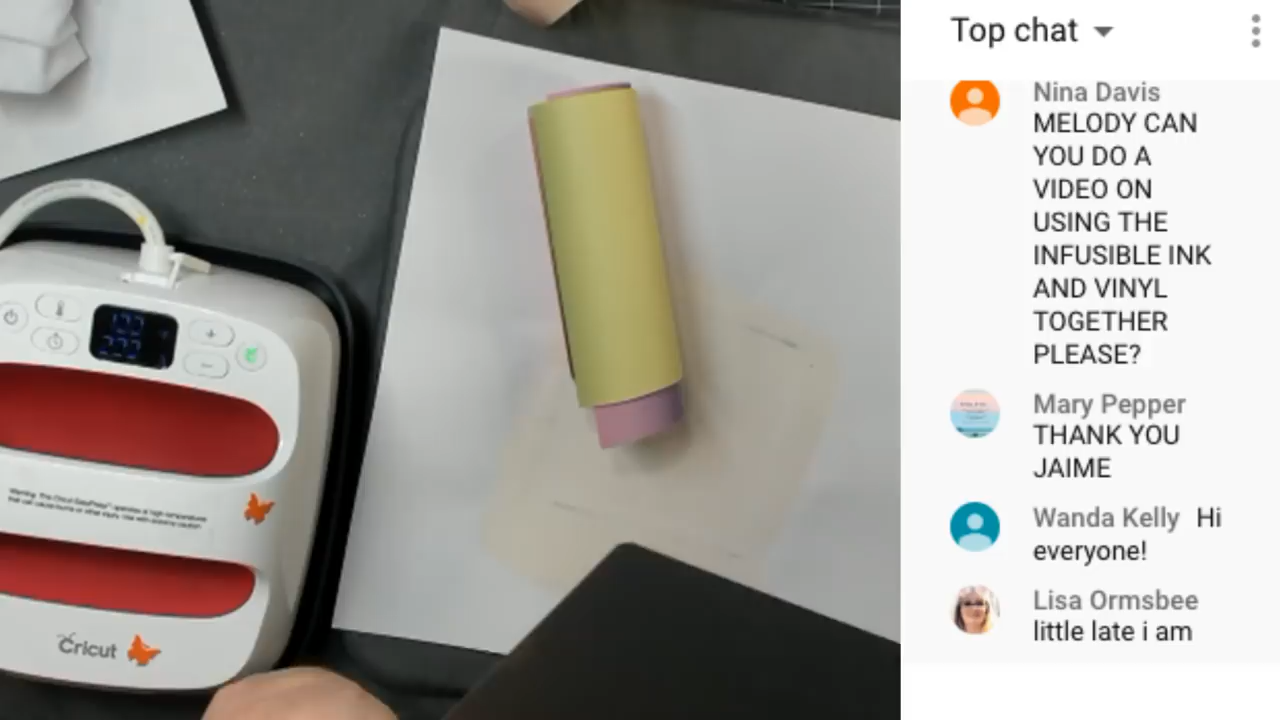 Top chat
Nina Davis
MELODY CAN
YOU DO A
VIDEO ON
USING THE
INFUSIBLE INK
AND VINYL
TOGETHER
PLEASE?
Mary Pepper
THANK YOU
JAIME
Wanda Kelly Hi
everyone!
Lisa Ormsbee
little late i am
Cricut